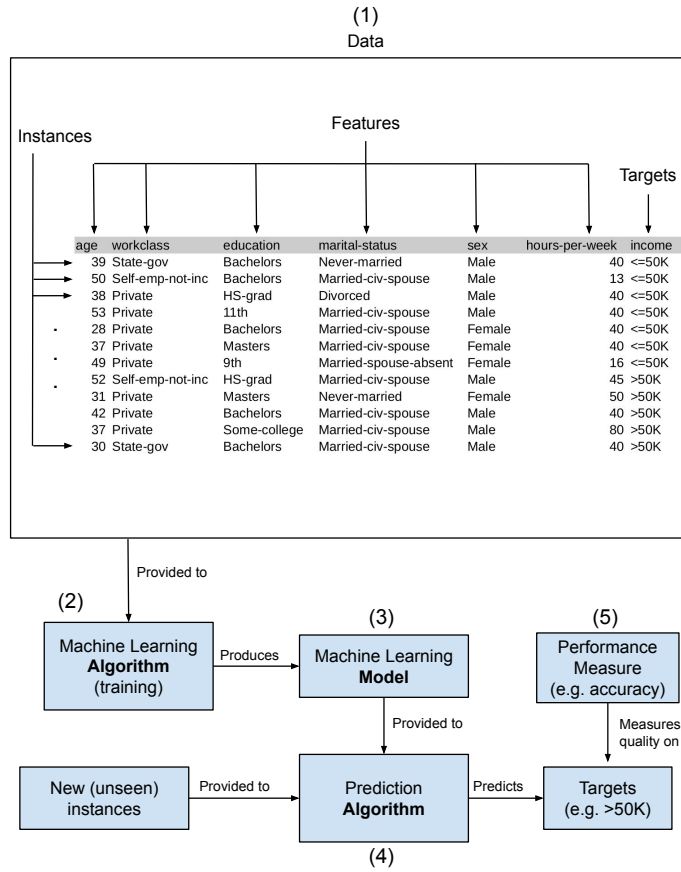 (1)
Data
Instances
Features
Targets
age workclass education marital-status sex hours-per-week income
39 State-gov Bachelors Never-married Male 40 <=50K
50 Self-emp-not-inc Bachelors Married-civ-spouse Male 13 <=50K
38 Private HS-grad Divorced Male 40 <=50K
53 Private 11th Married-civ-spouse Male 40 <=50K
28 Private Bachelors Married-civ-spouse Female 40 <=50K
37 Private Masters Married-civ-spouse Female 40 <=50K
49 Private 9th Married-spouse-absent Female 16 <=50K
52 Self-emp-not-inc HS-grad Married-civ-spouse Male 45 >50K
31 Private Masters Never-married Female 50 >50K
42 Private Bachelors Married-civ-spouse Male 40 >50K
37 Private Some-college Married-civ-spouse Male 80 >50K
30 State-gov Bachelors Married-civ-spouse Male 40 >50K
Provided to
(2)
Machine Learning
Algorithm
(training)
Produces
(3)
Machine Learning
Model
(5)
Performance
Measure
(e.g. accuracy)
Provided to
Measures
quality on
New (unseen)
instances
Provided to
Prediction
Algorithm
(4)
Predicts
Targets
(e.g. >50K)